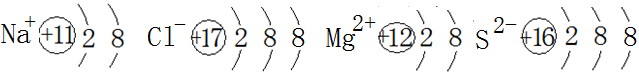 Na⁺ +11 2 8 Cl⁻ +17 2 8 8 Mg²⁺ +12 2 8 S²⁻ +16 2 8 8